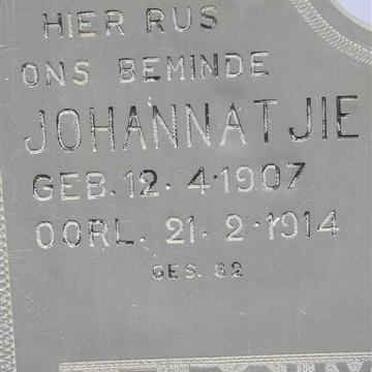 HIER RUS
ONS BEMINDE
JOHANNATJIE
GEB. 12.4.1907
OORL. 21.2.1914
GES. 82